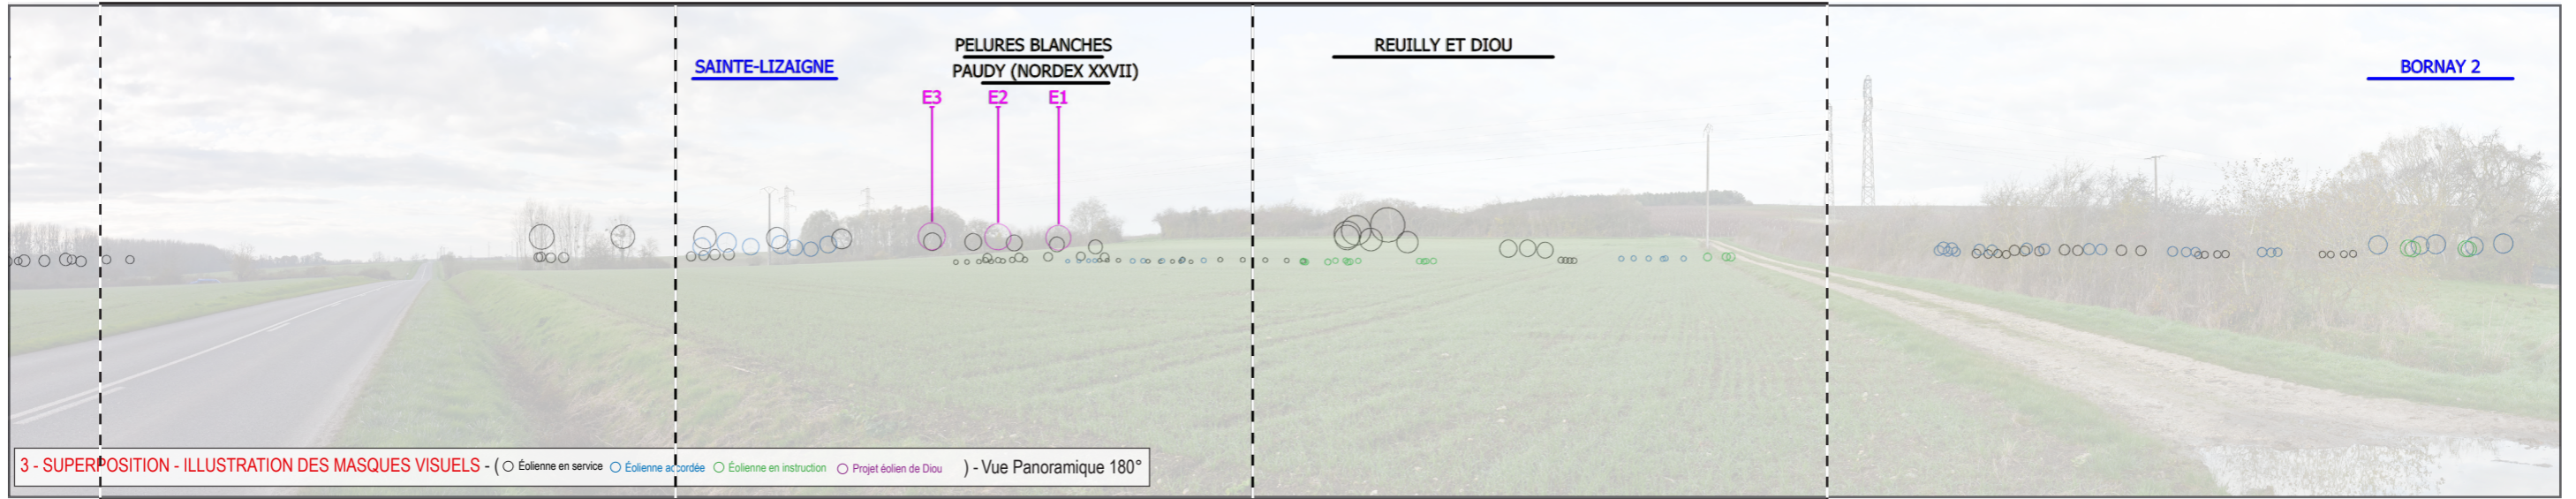 PELURES BLANCHES
REUILLY ET DIOU
SAINTE-LIZAIGNE
PAUDY (NORDEX XXVII)
BORNAY 2
E3
E2
E1
3 - SUPERPOSITION - ILLUSTRATION DES MASQUES VISUELS - ( Éolienne en service Éolienne accordée Éolienne en instruction Projet éolien de Diou ) - Vue Panoramique 180°